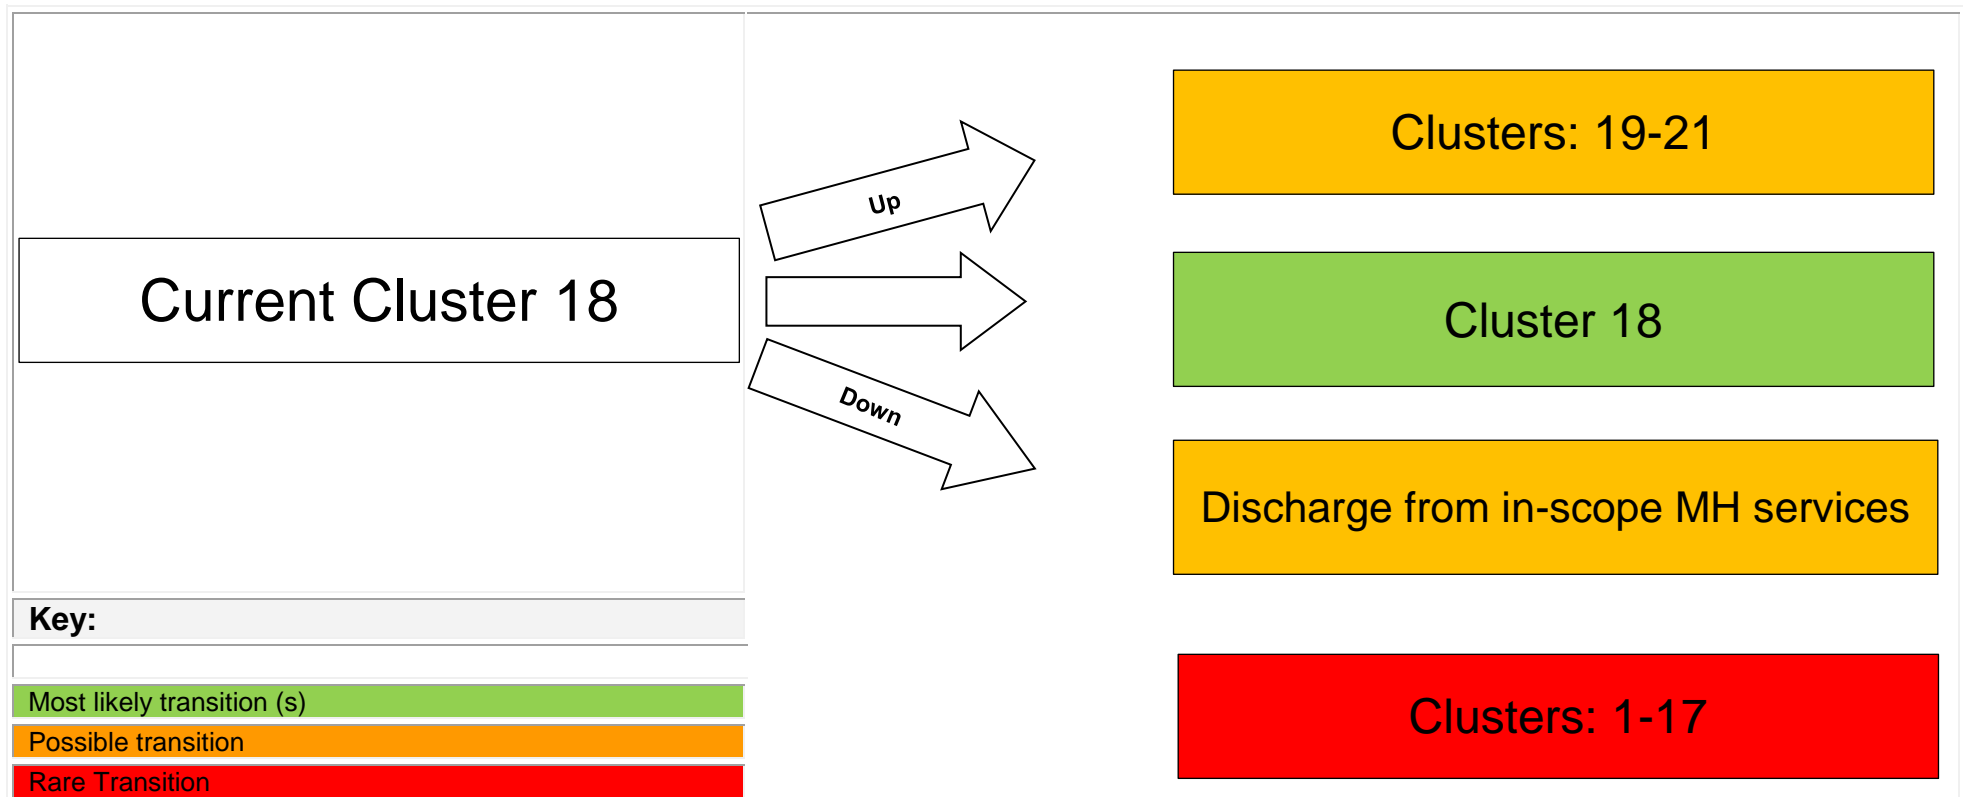 Current Cluster 18
Up
Down
Clusters: 19-21
Cluster 18
Discharge from in-scope MH services
Clusters: 1-17
Key:
Most likely transition (s)
Possible transition
Rare Transition